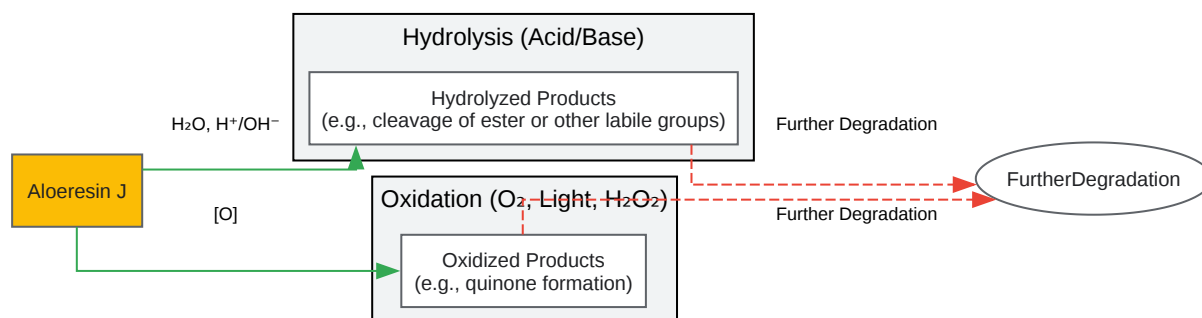 Hydrolysis (Acid/Base)
Hydrolyzed Products
(e.g., cleavage of ester or other labile groups)
H₂O, H⁺/OH⁻
Further Degradation
Aloeresin J
FurtherDegradation
Oxidation (O₂, Light, H₂O₂)
[O]
Further Degradation
Oxidized Products
(e.g., quinone formation)